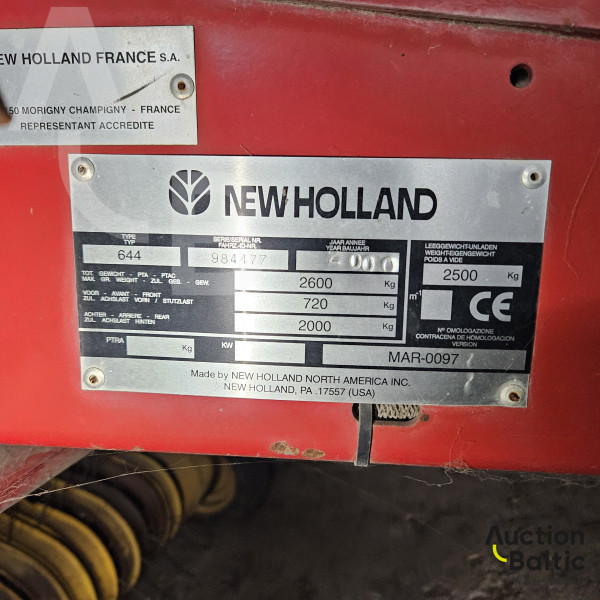 EW HOLLAND FRANCE S.A.
50 MORIGNY CHAMPIGNY - FRANCE
REPRESENTANT ACCREDITE
NEW HOLLAND
TYPE
TYP
644
SERIE/SERIAL NR.
FAHRZ.-ID-NR.
984477
JAAR ANNEE
YEAR BAUJAHR
LEEGGEWICHT-UNLADEN
WEIGHT-EIGENGEWICHT
POIDS A VIDE
2500 Kg
TOT. GEWICHT - PTA - PTAC
MAX. GR. WEIGHT - ZUL. GES. - GEW.
2600 Kg
VOOR - AVANT - FRONT
ZUL. ACHSLAST VORN / STUTZLAST
720 Kg
ACHTER - ARRIERE - REAR
ZUL. ACHSLAST HINTEN
2000 Kg
m-1
CE
Nº OMOLOGAZIONE
CONTRACENA DE HOMOLOGACION
VERSION
PTRA Kg
KW
MAR-0097
Made by NEW HOLLAND NORTH AMERICA INC.
NEW HOLLAND, PA .17557 (USA)
Auction
Baltic